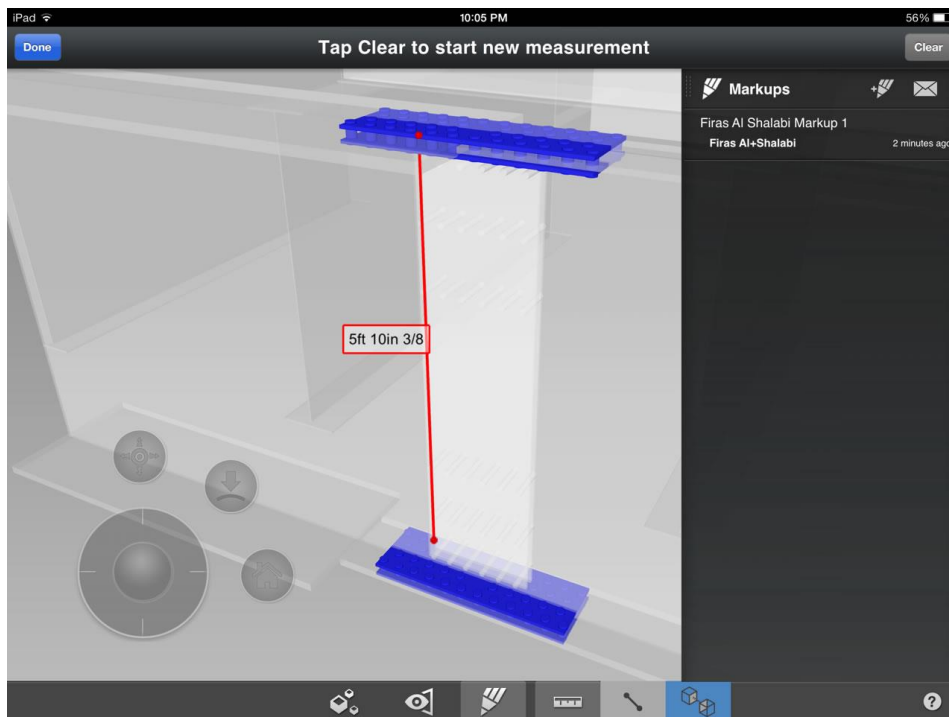 iPad 10:05 PM 56%
Done Tap Clear to start new measurement Clear
Markups
Firas Al Shalabi Markup 1
Firas Al+Shalabi 2 minutes ago
5ft 10in 3/8
?